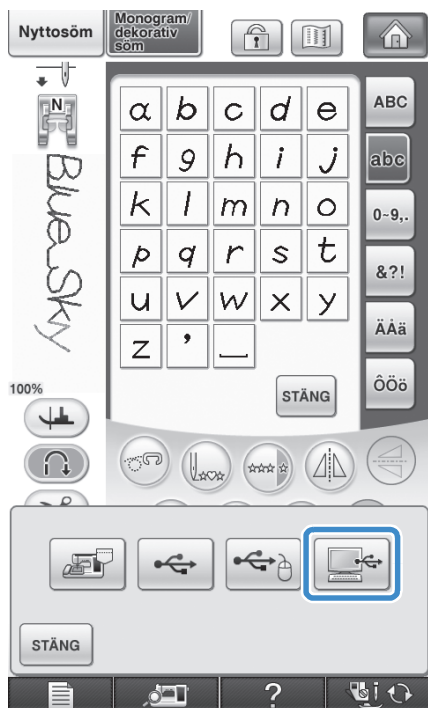 Nyttosöm
Monogram/
dekorativ
söm
N
Blue_Sky
100%
a b c d e
f g h i j
k l m n o
p q r s t
u v w x y
z ' _
STÄNG
ABC
abc
0~9,.
&?!
ÄÅä
ÔÖö
STÄNG
?